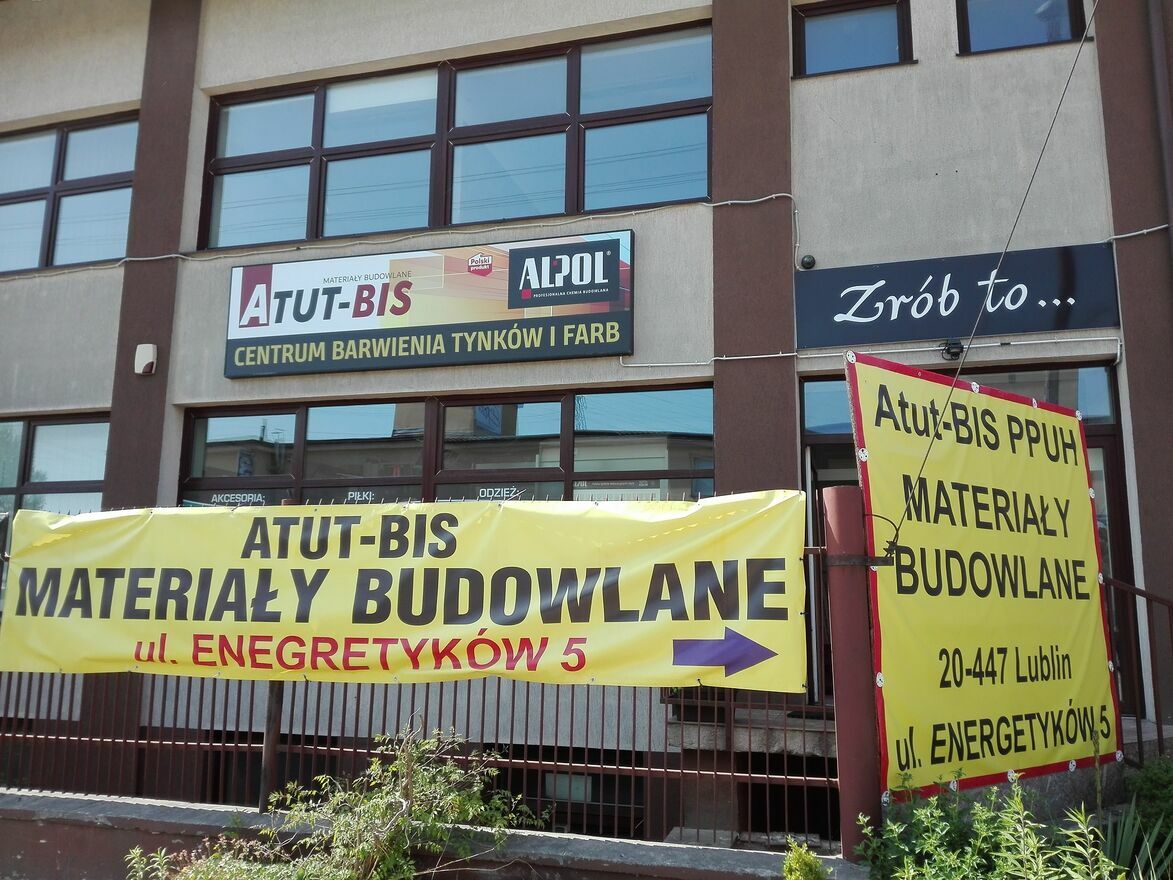 MATERIAŁY BUDOWLANE
ATUT-BIS
Polski produkt
ALPOL®
PROFESJONALNA CHEMIA BUDOWLANA
CENTRUM BARWIENIA TYNKÓW I FARB
Zrób to...
AKCESORIA:
PIŁKI:
ODZIEŻ
ATUT-BIS
MATERIAŁY BUDOWLANE
ul. ENEGRETYKÓW 5
Atut-BIS PPUH
MATERIAŁY
BUDOWLANE
20-447 Lublin
ul. ENERGETYKÓW 5